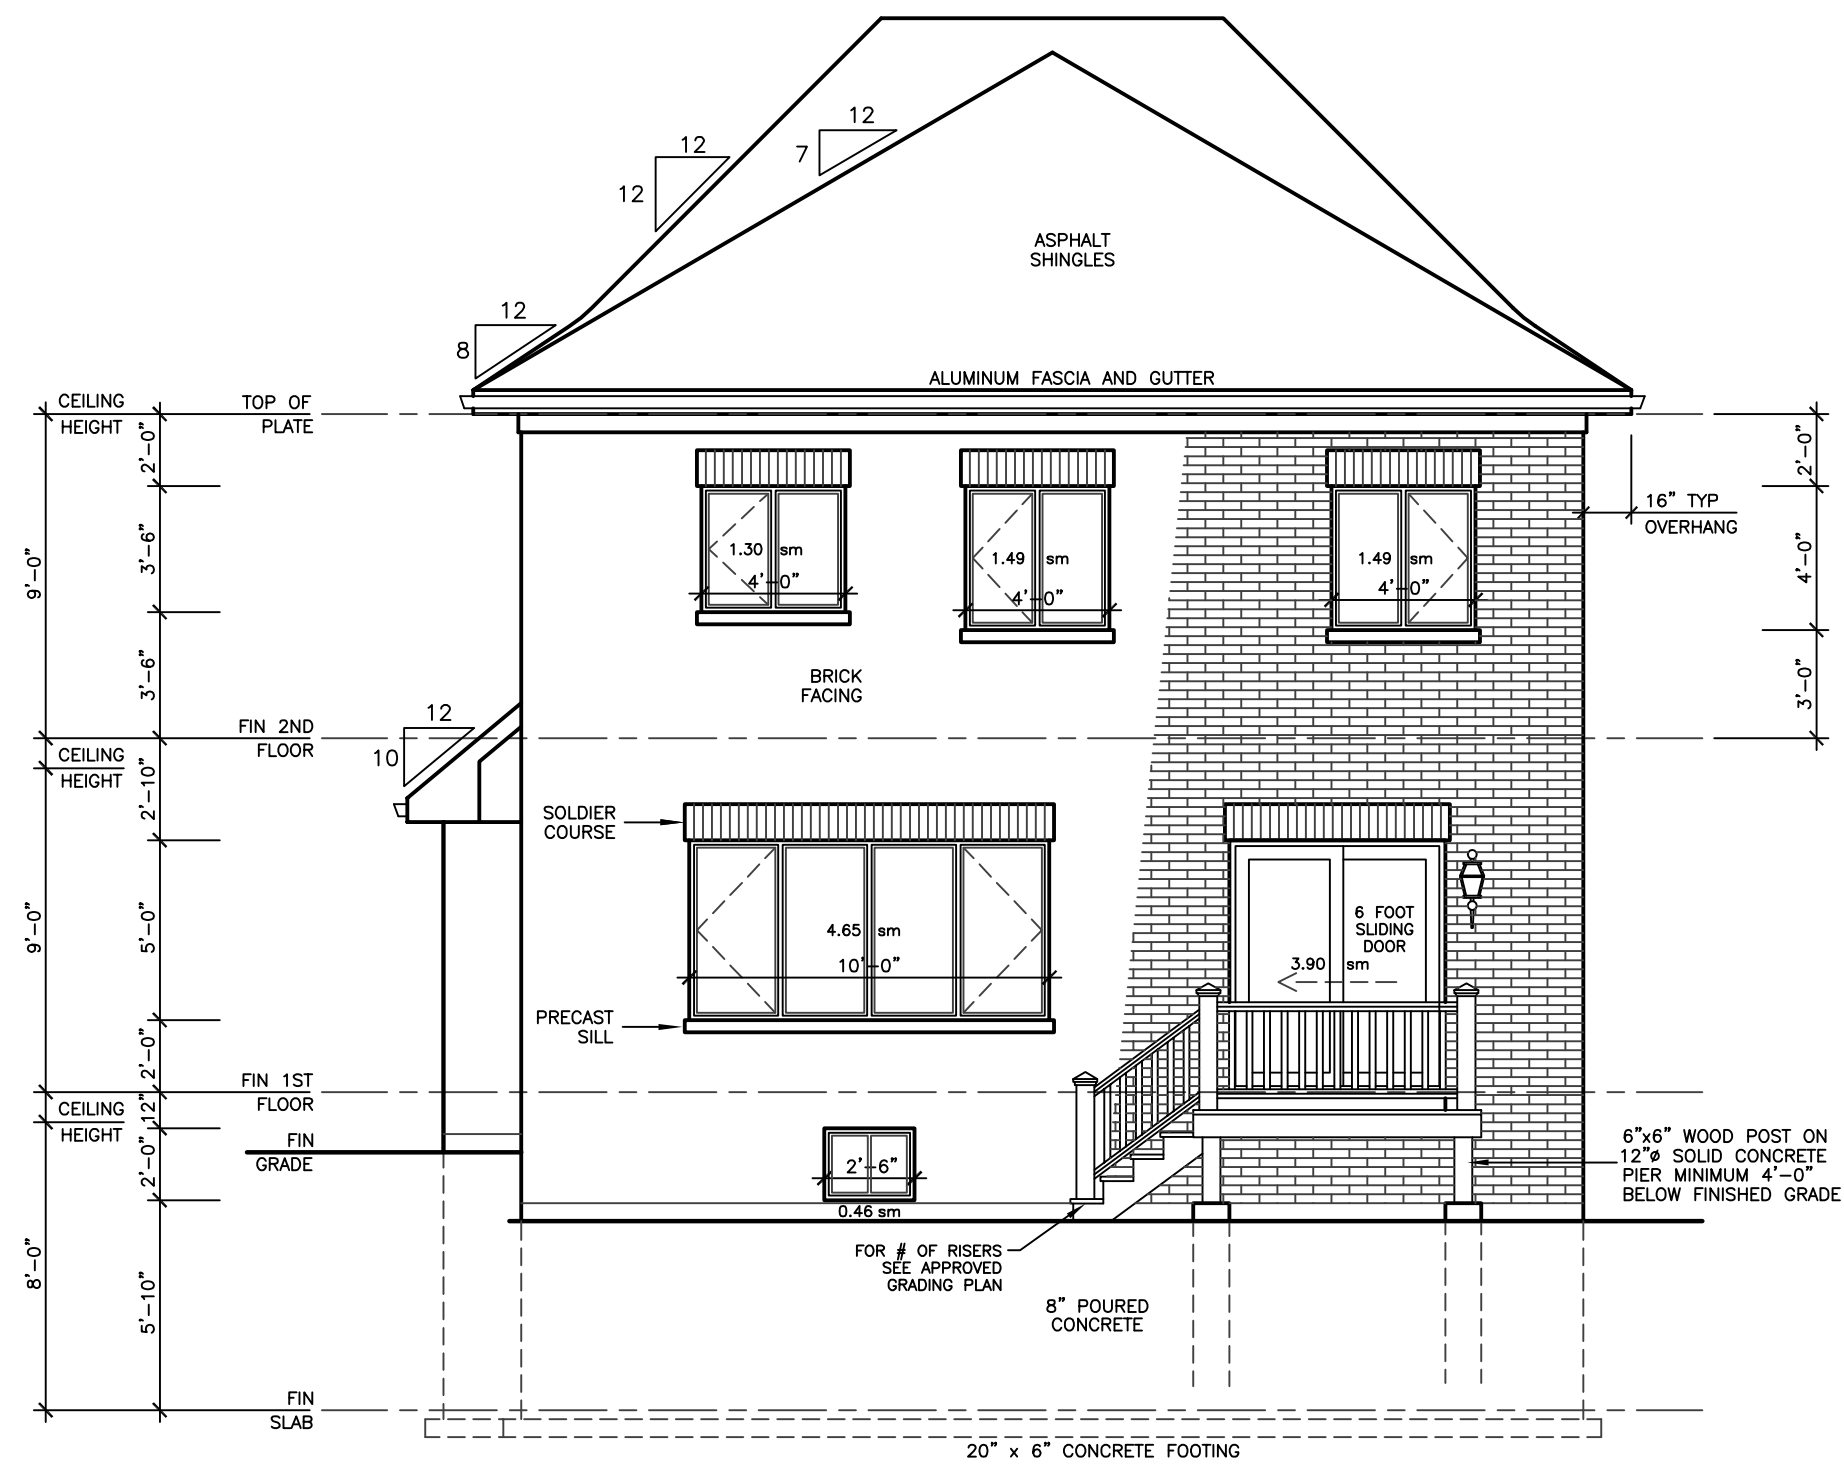 12
12
7
12
12
ASPHALT
SHINGLES
12
8
ALUMINUM FASCIA AND GUTTER
CEILING
HEIGHT
TOP OF
PLATE
2'-0"
2'-0"
16" TYP
OVERHANG
3'-6"
9'-0"
1.30 sm
4'-0"
1.49 sm
4'-0"
1.49 sm
4'-0"
4'-0"
3'-6"
BRICK
FACING
3'-0"
FIN 2ND
FLOOR
12
10
CEILING
HEIGHT
2'-10"
SOLDIER
COURSE
9'-0"
5'-0"
4.65 sm
10'-0"
6 FOOT
SLIDING
DOOR
3.90 sm
PRECAST
SILL
2'-0"
FIN 1ST
FLOOR
CEILING
HEIGHT
12"
FIN
GRADE
2'-0"
2'-6"
0.46 sm
6"x6" WOOD POST ON
12"ø SOLID CONCRETE
PIER MINIMUM 4'-0"
BELOW FINISHED GRADE
FOR # OF RISERS
SEE APPROVED
GRADING PLAN
8'-0"
5'-10"
8" POURED
CONCRETE
FIN
SLAB
20" x 6" CONCRETE FOOTING